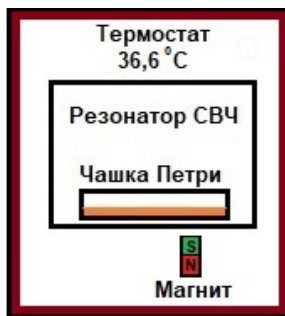 Термостат
36,6 °C
Резонатор СВЧ
Чашка Петри
S
N
Магнит